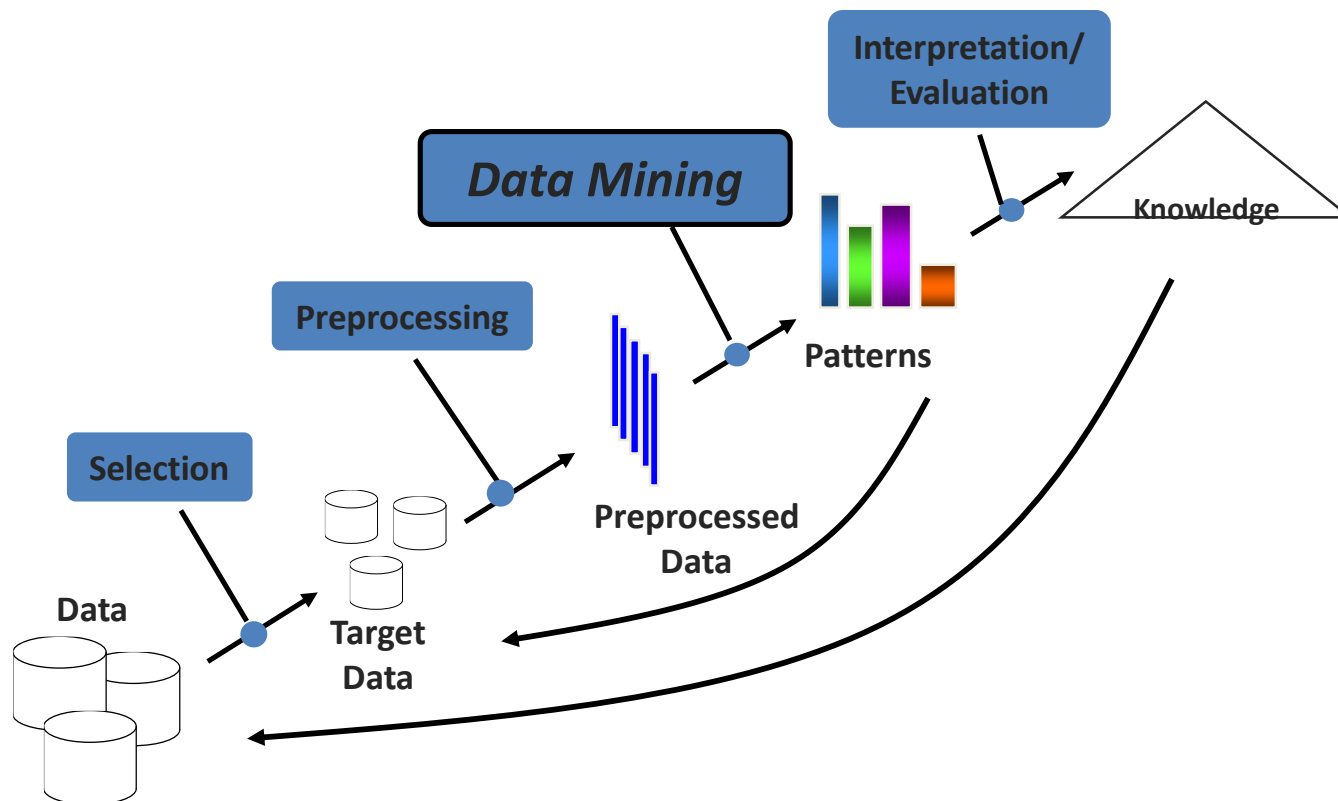 Interpretation/
Evaluation
Data Mining
Knowledge
Preprocessing
Patterns
Selection
Preprocessed
Data
Data
Target
Data